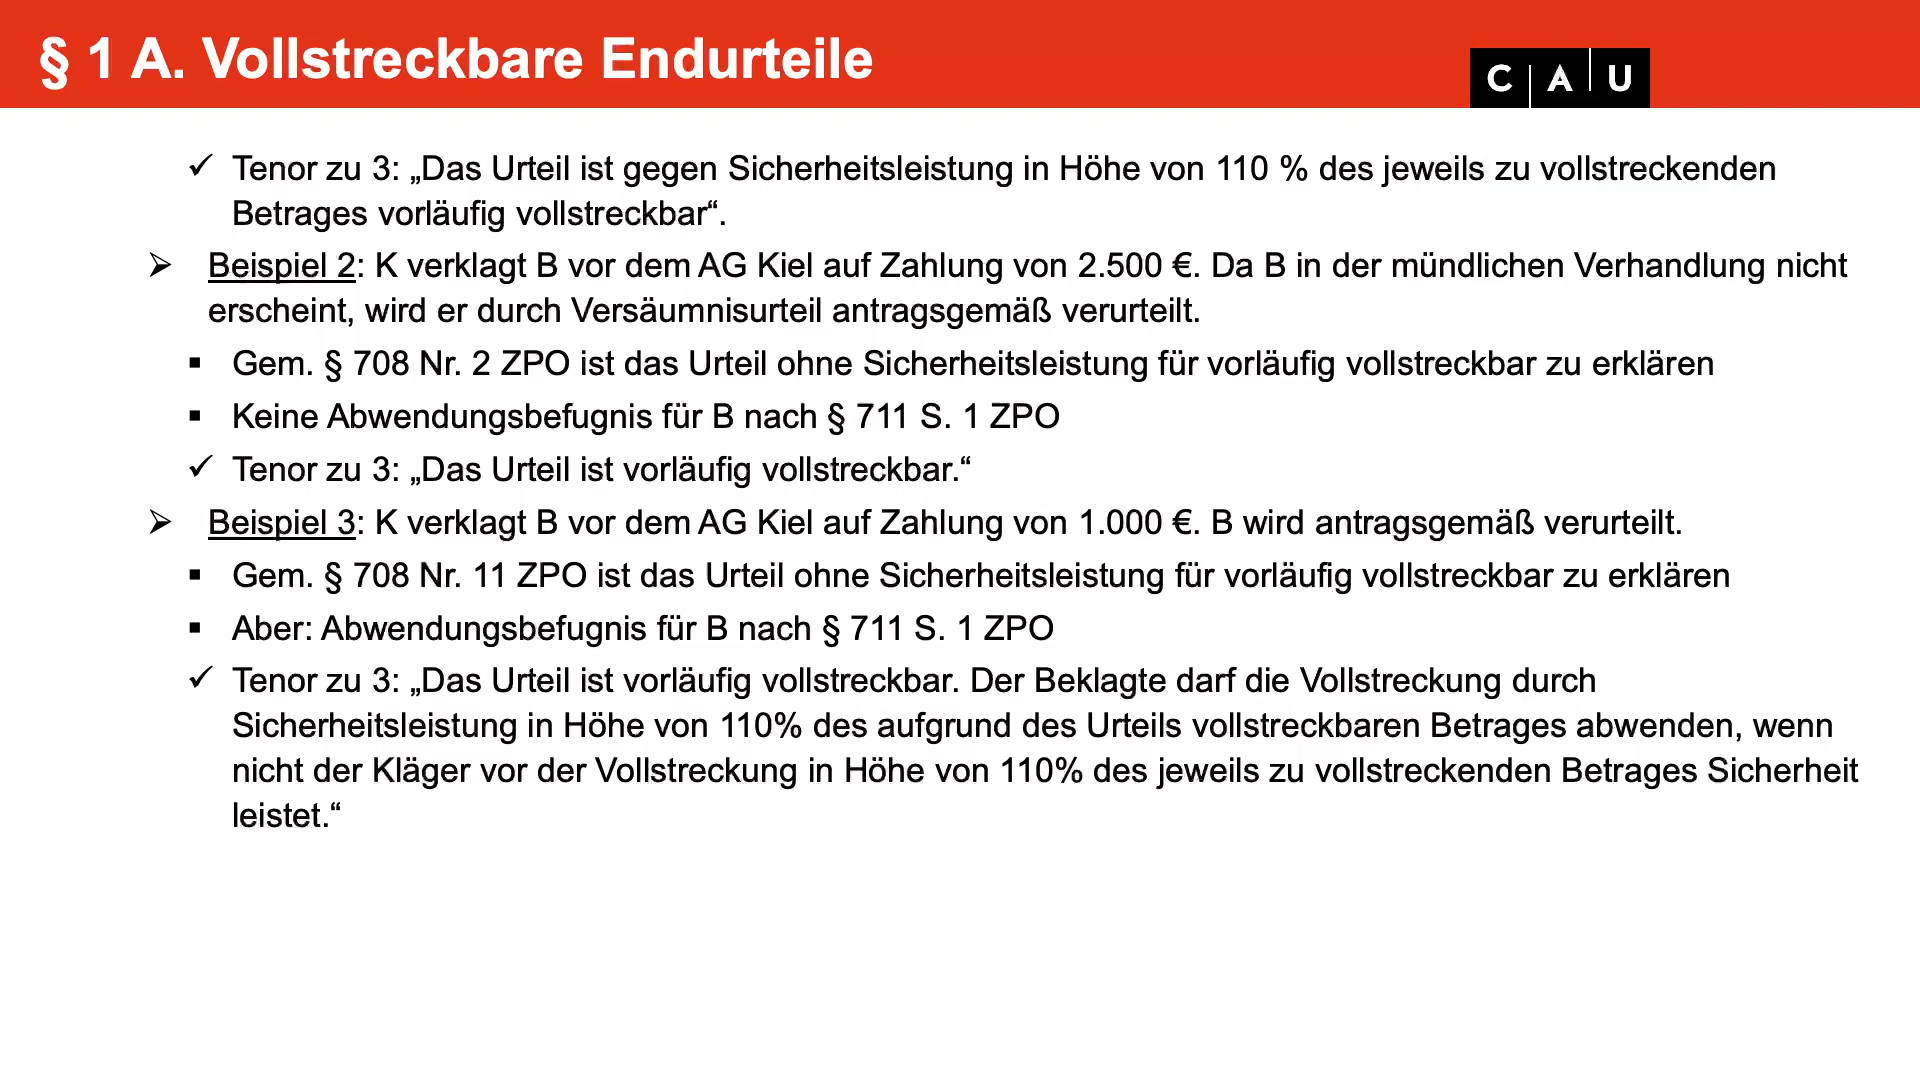 § 1 A. Vollstreckbare Endurteile
CAU
✓ Tenor zu 3: „Das Urteil ist gegen Sicherheitsleistung in Höhe von 110 % des jeweils zu vollstreckenden
Betrages vorläufig vollstreckbar“.
➢ Beispiel 2: K verklagt B vor dem AG Kiel auf Zahlung von 2.500 €. Da B in der mündlichen Verhandlung nicht
erscheint, wird er durch Versäumnisurteil antragsgemäß verurteilt.
▪ Gem. § 708 Nr. 2 ZPO ist das Urteil ohne Sicherheitsleistung für vorläufig vollstreckbar zu erklären
▪ Keine Abwendungsbefugnis für B nach § 711 S. 1 ZPO
✓ Tenor zu 3: „Das Urteil ist vorläufig vollstreckbar.“
➢ Beispiel 3: K verklagt B vor dem AG Kiel auf Zahlung von 1.000 €. B wird antragsgemäß verurteilt.
▪ Gem. § 708 Nr. 11 ZPO ist das Urteil ohne Sicherheitsleistung für vorläufig vollstreckbar zu erklären
▪ Aber: Abwendungsbefugnis für B nach § 711 S. 1 ZPO
✓ Tenor zu 3: „Das Urteil ist vorläufig vollstreckbar. Der Beklagte darf die Vollstreckung durch
Sicherheitsleistung in Höhe von 110% des aufgrund des Urteils vollstreckbaren Betrages abwenden, wenn
nicht der Kläger vor der Vollstreckung in Höhe von 110% des jeweils zu vollstreckenden Betrages Sicherheit
leistet.“